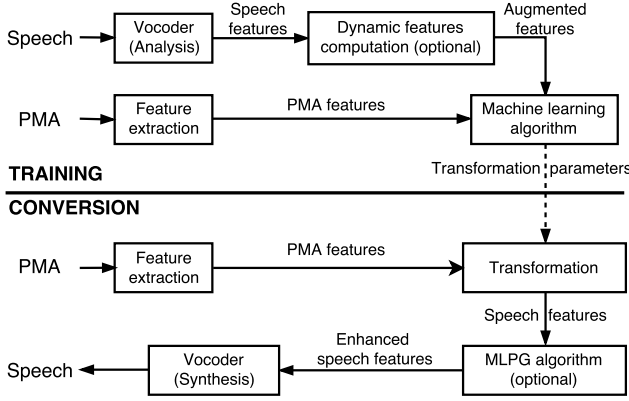 Speech
Vocoder
(Analysis)
Speech
features
Dynamic features
computation (optional)
Augmented
features
PMA
Feature
extraction
PMA features
Machine learning
algorithm
TRAINING
Transformation parameters
CONVERSION
PMA
Feature
extraction
PMA features
Transformation
Speech features
Speech
Vocoder
(Synthesis)
Enhanced
speech features
MLPG algorithm
(optional)